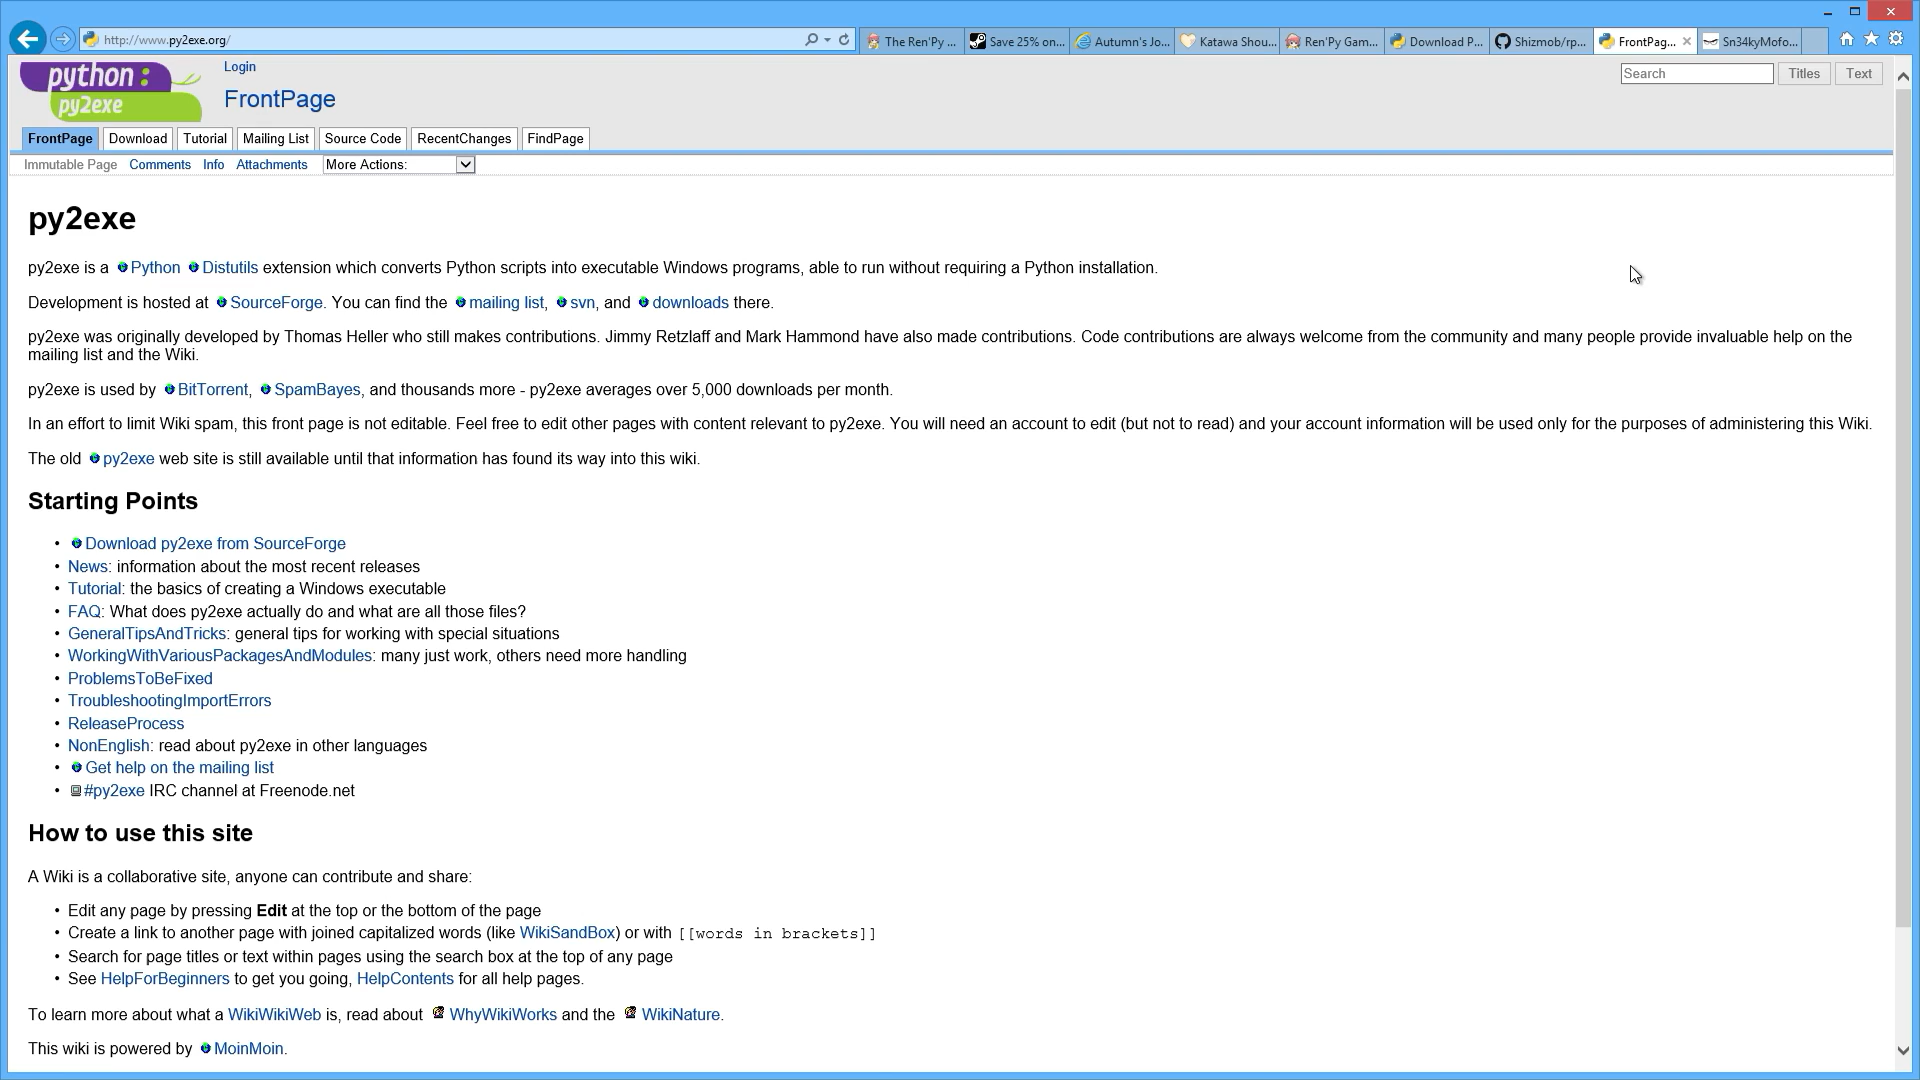 http://www.py2exe.org/
The Ren'Py ...
Save 25% on...
Autumn's Jo...
Katawa Shou...
Ren'Py Gam...
Download P...
Shizmob/rp...
FrontPag...
Sn34kyMofo...
python:
py2exe
Login
FrontPage
Search
Titles
Text
FrontPage
Download
Tutorial
Mailing List
Source Code
RecentChanges
FindPage
Immutable Page
Comments
Info
Attachments
More Actions:
py2exe
py2exe is a Python Distutils extension which converts Python scripts into executable Windows programs, able to run without requiring a Python installation.
Development is hosted at SourceForge. You can find the mailing list, svn, and downloads there.
py2exe was originally developed by Thomas Heller who still makes contributions. Jimmy Retzlaff and Mark Hammond have also made contributions. Code contributions are always welcome from the community and many people provide invaluable help on the
mailing list and the Wiki.
py2exe is used by BitTorrent, SpamBayes, and thousands more - py2exe averages over 5,000 downloads per month.
In an effort to limit Wiki spam, this front page is not editable. Feel free to edit other pages with content relevant to py2exe. You will need an account to edit (but not to read) and your account information will be used only for the purposes of administering this Wiki.
The old py2exe web site is still available until that information has found its way into this wiki.
Starting Points
• Download py2exe from SourceForge
• News: information about the most recent releases
• Tutorial: the basics of creating a Windows executable
• FAQ: What does py2exe actually do and what are all those files?
• GeneralTipsAndTricks: general tips for working with special situations
• WorkingWithVariousPackagesAndModules: many just work, others need more handling
• ProblemsToBeFixed
• TroubleshootingImportErrors
• ReleaseProcess
• NonEnglish: read about py2exe in other languages
• Get help on the mailing list
• #py2exe IRC channel at Freenode.net
How to use this site
A Wiki is a collaborative site, anyone can contribute and share:
• Edit any page by pressing Edit at the top or the bottom of the page
• Create a link to another page with joined capitalized words (like WikiSandBox) or with [[words in brackets]]
• Search for page titles or text within pages using the search box at the top of any page
• See HelpForBeginners to get you going, HelpContents for all help pages.
To learn more about what a WikiWikiWeb is, read about WhyWikiWorks and the WikiNature.
This wiki is powered by MoinMoin.